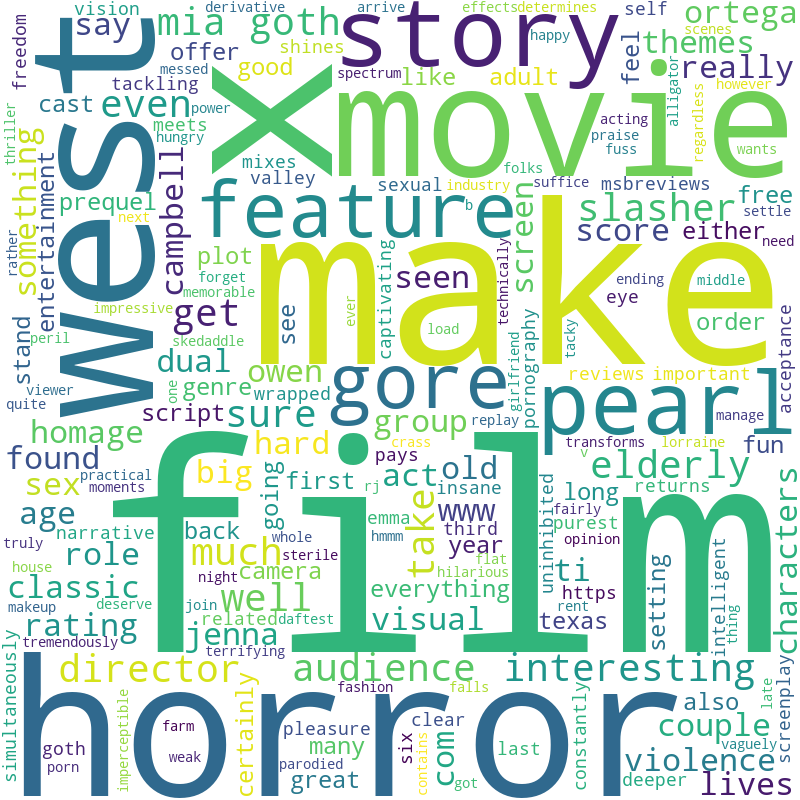 vision
derivative
arrive
effects
determines
self
ortega
say
mia goth
story
happy
scenes
freedom
offer
shines
feel
themes
west
tackling
good
spectrum
like
adult
really
cast
even
X
movie
alligator
however
thriller
power
meets
acting
praise
fuss
regardless
wants
messed
hungry
mixes
folks
something
entertainment
prequel
valley
sexual
industry
suffice
msbreviews
free
campbell
feature
b
screen
slasher
settle
score
either
need
rather
next
plot
make
technically
forget
captivating
seen
ending
middle
memorable
eye
impressive
get
see
ever
load
order
peril
stand
skedaddle
tacky
dual
owen
gore
girlfriend
pornography
reviews
important
acceptance
viewer
one
genre
wrapped
pearl
manage
quite
script
sure
group
replay
homage
hard
crass
transforms
lorraine
fun
found
pays
v
practical
sex
big
going
first
rj
act
old
insane
elderly
moments
film
long
returns
age
www
uninhibited
fairly
characters
narrative
back
whole
emma
take
third
purest
opinion
truly
role
much
sterile
hmmm
year
flat
house
night
camera
hilarious
ti
setting
intelligent
classic
well
everything
https
makeup
deserve
join
related
daftest
visual
rent
texas
thing
rating
jenna
simultaneously
tremendously
terrifying
director
audience
interesting
horror
certainly
fashion
falls
constantly
couple
screenplay
late
imperceptible
farm
pleasure
clear
also
vaguely
goth
many
six
com
last
violence
weak
parodied
contains
deeper
porn
great
got
lives